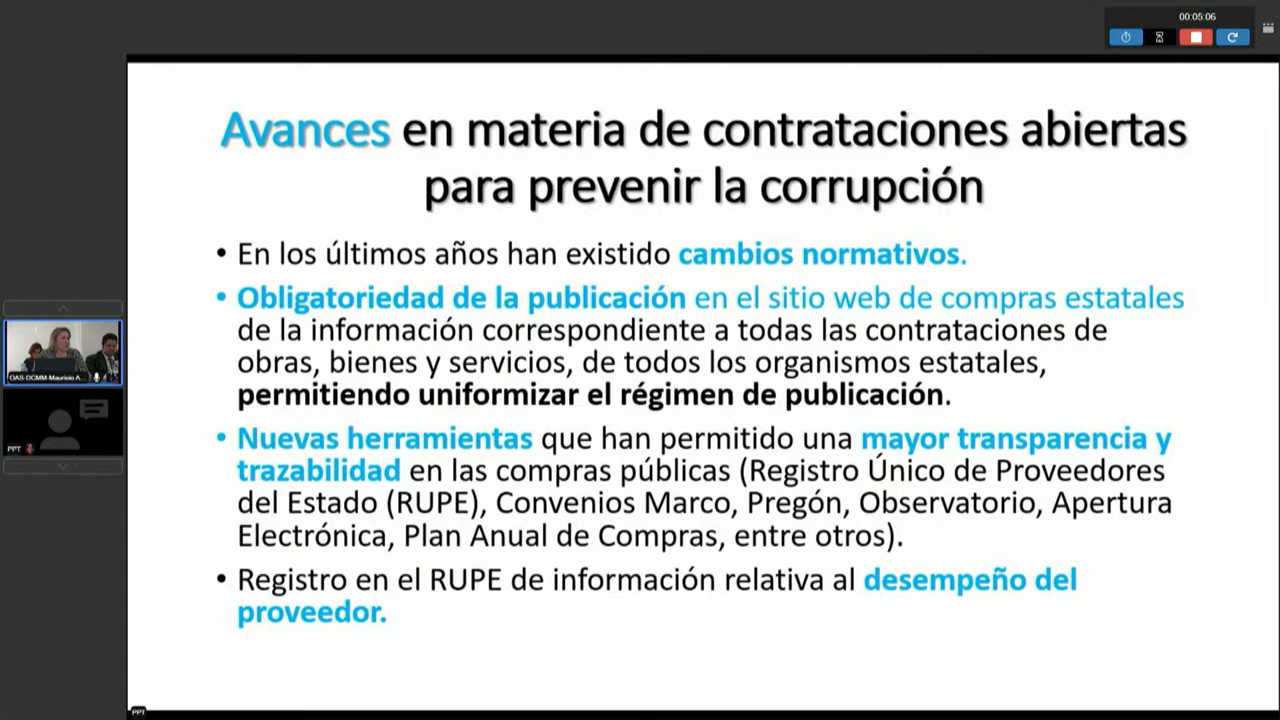 00:05:06
Avances en materia de contrataciones abiertas
para prevenir la corrupción
• En los últimos años han existido cambios normativos.
• Obligatoriedad de la publicación en el sitio web de compras estatales
de la información correspondiente a todas las contrataciones de
obras, bienes y servicios, de todos los organismos estatales,
permitiendo uniformizar el régimen de publicación.
• Nuevas herramientas que han permitido una mayor transparencia y
trazabilidad en las compras públicas (Registro Único de Proveedores
del Estado (RUPE), Convenios Marco, Pregón, Observatorio, Apertura
Electrónica, Plan Anual de Compras, entre otros).
• Registro en el RUPE de información relativa al desempeño del
proveedor.
OAS-DCMM-Mauricio A...
PPT
PPT